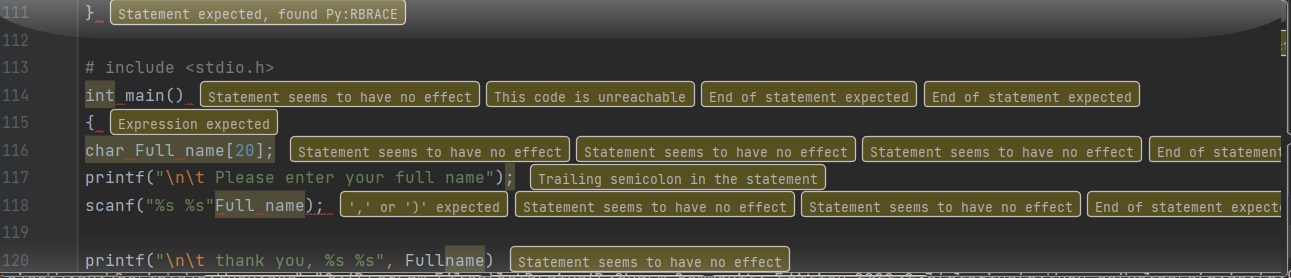 111 } Statement expected, found Py:RBRACE
112
113 # include <stdio.h>
114 int main() Statement seems to have no effect This code is unreachable End of statement expected End of statement expected
115 { Expression expected
116 char Full name[20]; Statement seems to have no effect Statement seems to have no effect Statement seems to have no effect End of statement
117 printf("\n\t Please enter your full name"); Trailing semicolon in the statement
118 scanf("%s %s"Full name); ',' or ')' expected Statement seems to have no effect Statement seems to have no effect End of statement expect
119
120 printf("\n\t thank you, %s %s", Fullname) Statement seems to have no effect